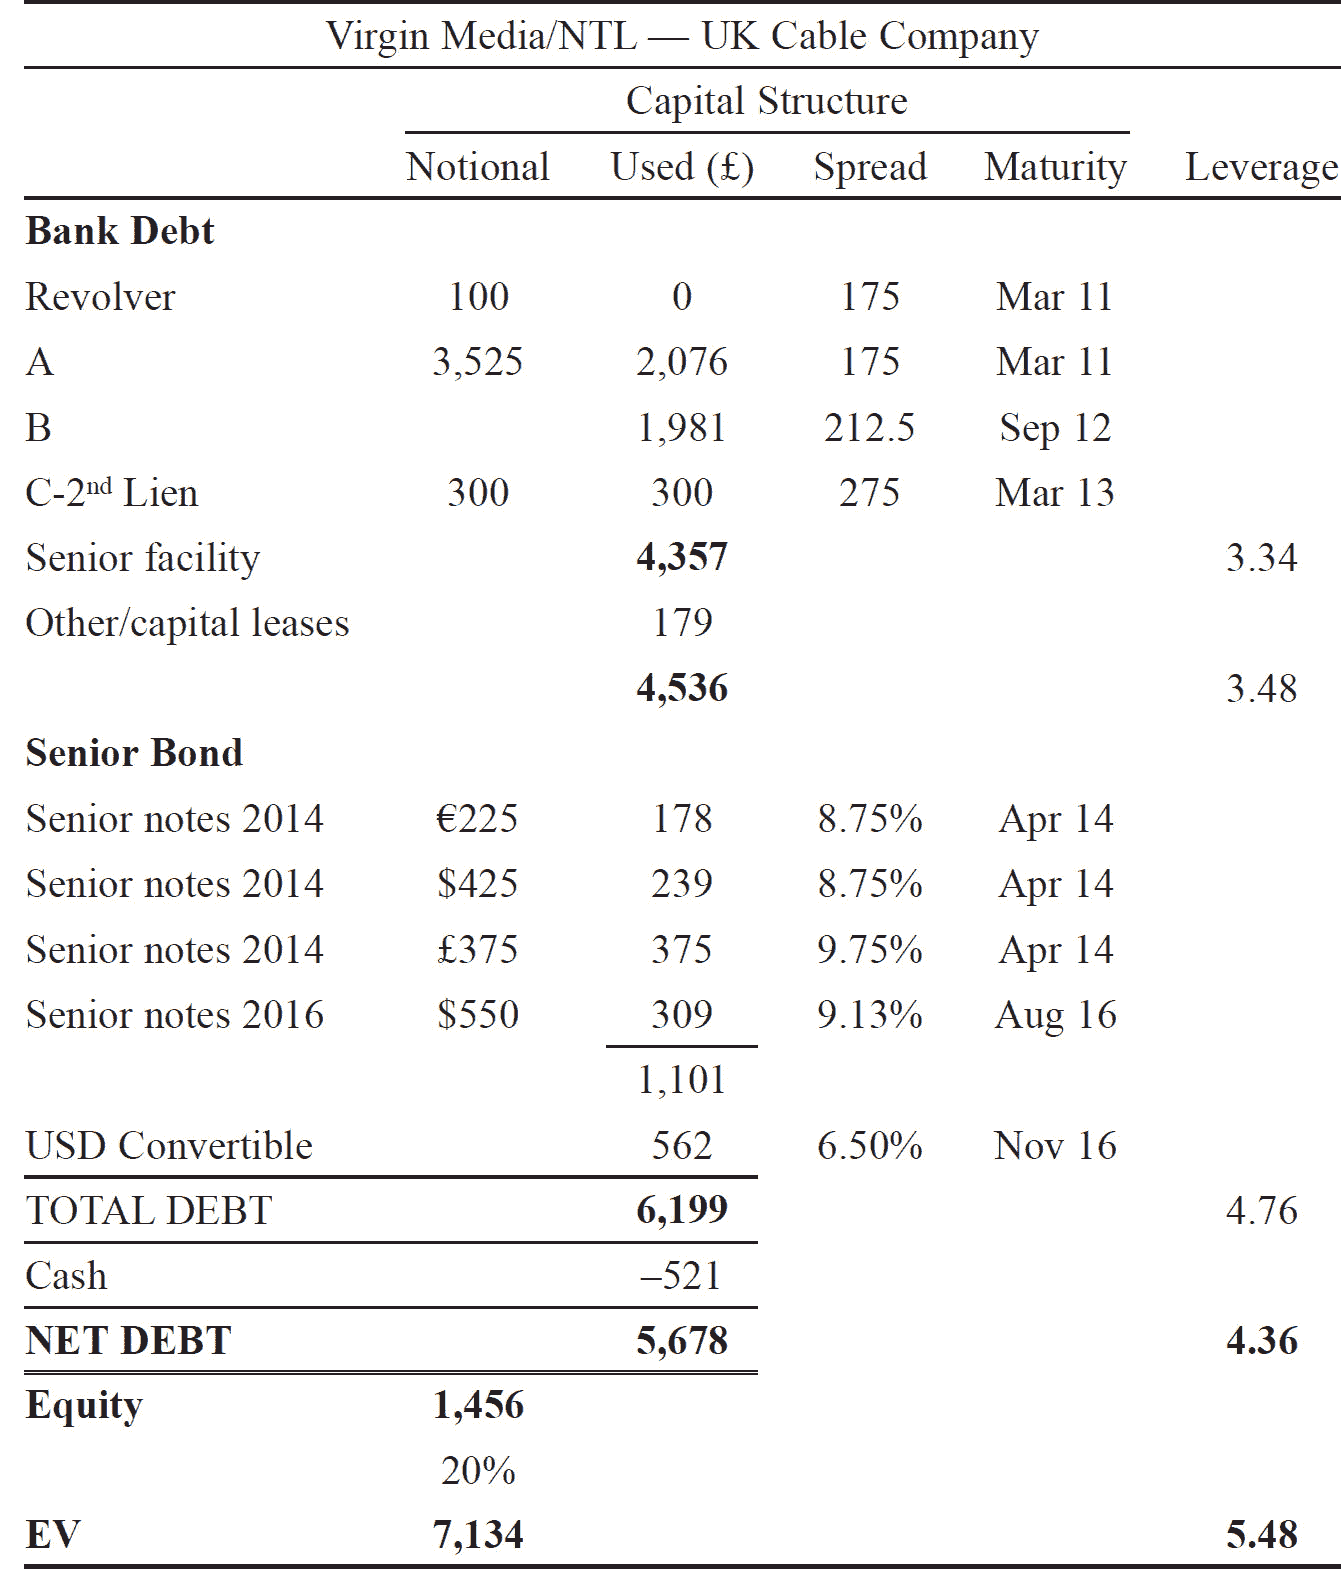 Virgin Media/NTL — UK Cable Company
Capital Structure
Notional Used (£) Spread Maturity Leverage
Bank Debt
Revolver 100 0 175 Mar 11
A 3,525 2,076 175 Mar 11
B 1,981 212.5 Sep 12
C-2nd Lien 300 300 275 Mar 13
Senior facility 4,357 3.34
Other/capital leases 179
4,536 3.48
Senior Bond
Senior notes 2014 €225 178 8.75% Apr 14
Senior notes 2014 $425 239 8.75% Apr 14
Senior notes 2014 £375 375 9.75% Apr 14
Senior notes 2016 $550 309 9.13% Aug 16
1,101
USD Convertible 562 6.50% Nov 16
TOTAL DEBT 6,199 4.76
Cash –521
NET DEBT 5,678 4.36
Equity 1,456
20%
EV 7,134 5.48